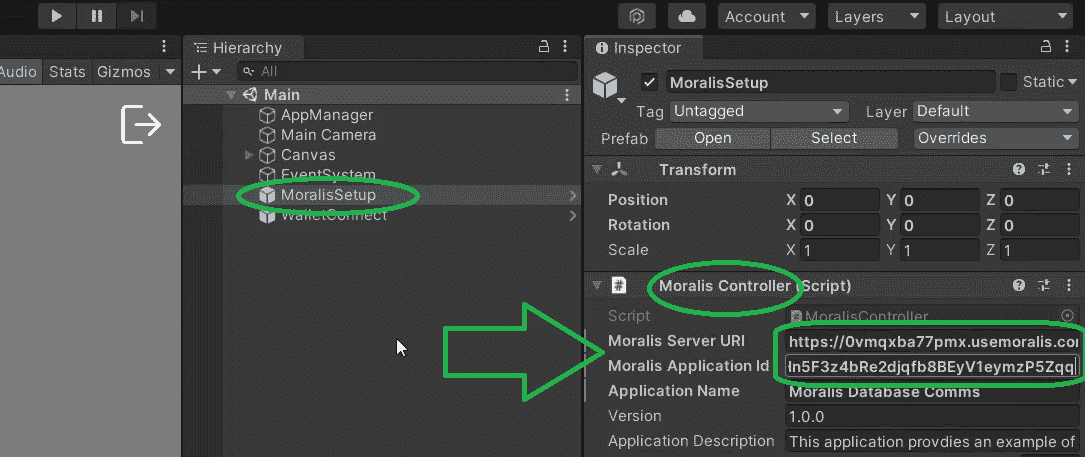 Account
Layers
Layout
Hierarchy
Inspector
Audio Stats Gizmos
All
MoralisSetup
Static
Main
Tag Untagged Layer Default
AppManager
Main Camera
Prefab Open Select Overrides
Canvas
EventSystem
Transform
MoralisSetup
Position X 0 Y 0 Z 0
WalletConnect
Rotation X 0 Y 0 Z 0
Scale X 1 Y 1 Z 1
# Moralis Controller (Script)
Script # MoralisController
Moralis Server URI https://0vmqxba77pmx.usemoralis.com
Moralis Application Id In5F3z4bRe2djqfb8BEyV1eymzP5Zqq
Application Name Moralis Database Comms
Version 1.0.0
Application Description This application provdies an example of